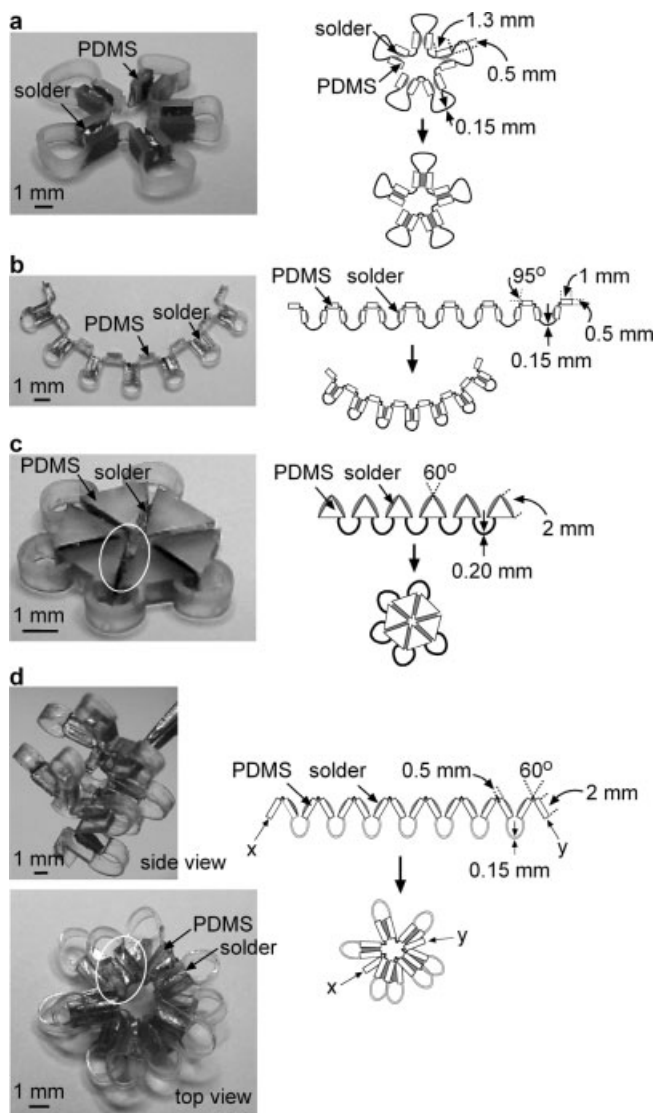 a
PDMS
solder
1 mm
solder
PDMS
1.3 mm
0.5 mm
0.15 mm
b
PDMS
solder
1 mm
PDMS solder
95°
1 mm
0.5 mm
0.15 mm
c
PDMS
solder
1 mm
PDMS solder
60°
2 mm
0.20 mm
d
1 mm
side view
PDMS
solder
1 mm
top view
PDMS solder
0.5 mm
60°
2 mm
x
0.15 mm
y
y
x